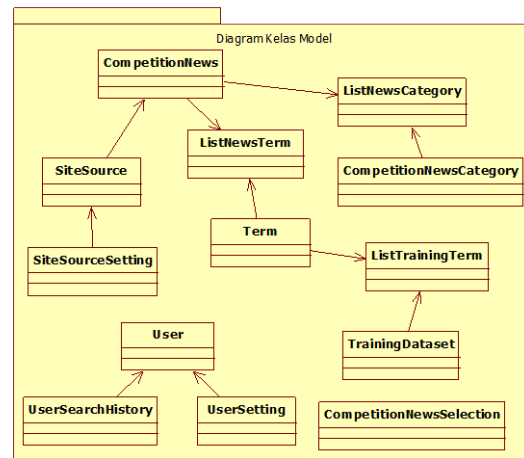 Diagram Kelas Model
CompetitionNews
ListNewsCategory
ListNewsTerm
SiteSource
CompetitionNewsCategory
Term
SiteSourceSetting
ListTrainingTerm
User
TrainingDataset
UserSearchHistory
UserSetting
CompetitionNewsSelection